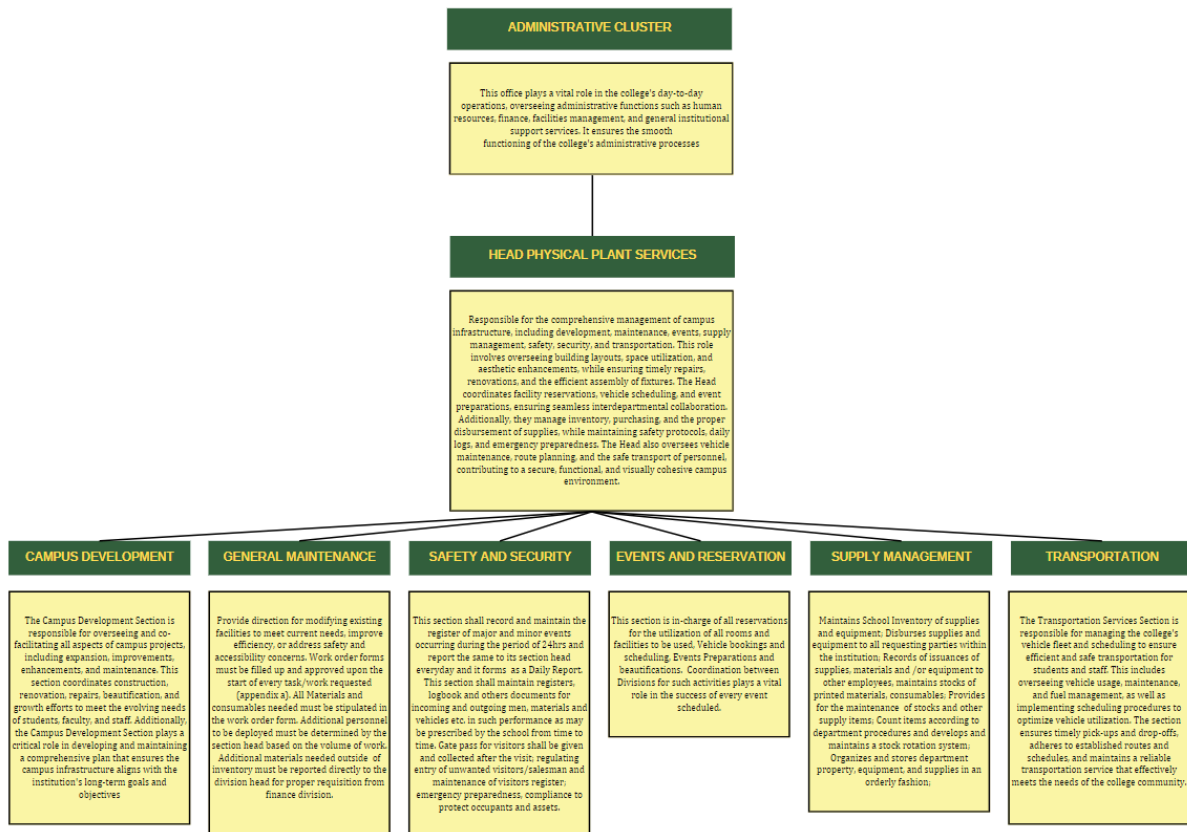 ADMINISTRATIVE CLUSTER
This office plays a vital role in the college's day-to-day
operations, overseeing administrative functions such as human
resources, finance, facilities management, and general institutional
support services. It ensures the smooth
functioning of the college's administrative processes
HEAD PHYSICAL PLANT SERVICES
Responsible for the comprehensive management of campus
infrastructure, including development, maintenance, events, supply
management, safety, security, and transportation. This role
involves overseeing building layouts, space utilization, and
aesthetic enhancements, while ensuring timely repairs,
renovations, and the efficient assembly of fixtures. The Head
coordinates facility reservations, vehicle scheduling, and event
preparations, ensuring seamless interdepartmental collaboration.
Additionally, they manage inventory, purchasing, and the proper
disbursement of supplies, while maintaining safety protocols, daily
logs, and emergency preparedness. The Head also oversees vehicle
maintenance, route planning, and the safe transport of personnel,
contributing to a secure, functional, and visually cohesive campus
environment.
CAMPUS DEVELOPMENT
The Campus Development Section is
responsible for overseeing and co-
facilitating all aspects of campus projects,
including expansion, improvements,
enhancements, and maintenance. This
section coordinates construction,
renovation, repairs, beautification, and
growth efforts to meet the evolving needs
of students, faculty, and staff. Additionally,
the Campus Development Section plays a
critical role in developing and maintaining
a comprehensive plan that ensures the
campus infrastructure aligns with the
institution's long-term goals and
objectives
GENERAL MAINTENANCE
Provide direction for modifying existing
facilities to meet current needs, improve
efficiency, or address safety and
accessibility concerns. Work order forms
must be filled up and approved upon the
start of every task/work requested
(appendix a). All Materials and
consumables needed must be stipulated in
the work order form. Additional personnel
to be deployed must be determined by the
section head based on the volume of work.
Additional materials needed outside of
inventory must be reported directly to the
division head for proper requisition from
finance division.
SAFETY AND SECURITY
This section shall record and maintain the
register of major and minor events
occurring during the period of 24hrs and
report the same to its section head
everyday and it forms as a Daily Report.
This section shall maintain registers,
logbook and others documents for
incoming and outgoing men, materials and
vehicles etc. in such performance as may
be prescribed by the school from time to
time. Gate pass for visitors shall be given
and collected after the visit; regulating
entry of unwanted visitors/salesman and
maintenance of visitors register;
emergency preparedness, compliance to
protect occupants and assets.
EVENTS AND RESERVATION
This section is in-charge of all reservations
for the utilization of all rooms and
facilities to be used, Vehicle bookings and
scheduling, Events Preparations and
beautifications. Coordination between
Divisions for such activities plays a vital
role in the success of every event
scheduled.
SUPPLY MANAGEMENT
Maintains School Inventory of supplies
and equipment; Disburses supplies and
equipment to all requesting parties within
the institution; Records of issuances of
supplies, materials and /or equipment to
other employees, maintains stocks of
printed materials, consumables; Provides
for the maintenance of stocks and other
supply items; Count items according to
department procedures and develops and
maintains a stock rotation system;
Organizes and stores department
property, equipment, and supplies in an
orderly fashion;
TRANSPORTATION
The Transportation Services Section is
responsible for managing the college's
vehicle fleet and scheduling to ensure
efficient and safe transportation for
students and staff. This includes
overseeing vehicle usage, maintenance,
and fuel management, as well as
implementing scheduling procedures to
optimize vehicle utilization. The section
ensures timely pick-ups and drop-offs,
adheres to established routes and
schedules, and maintains a reliable
transportation service that effectively
meets the needs of the college community.